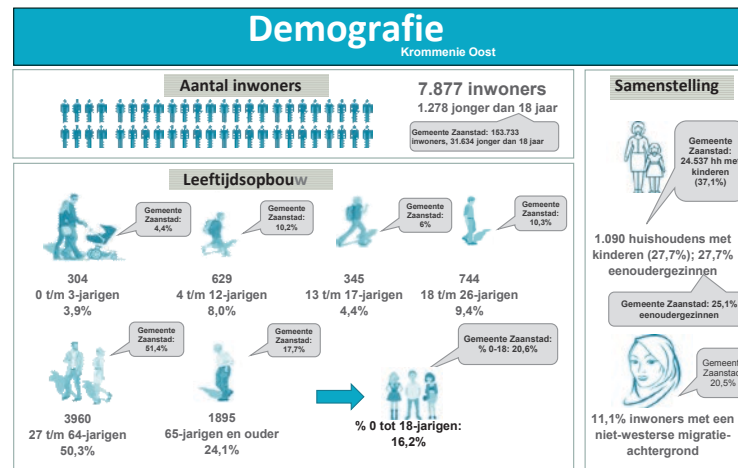 Demografie
Krommenie Oost
Aantal inwoners
7.877 inwoners
1.278 jonger dan 18 jaar
Gemeente Zaanstad: 153.733
inwoners, 31.634 jonger dan 18 jaar
Leeftijdsopbouw
Gemeente
Zaanstad:
4,4%
304
0 t/m 3-jarigen
3,9%
Gemeente
Zaanstad:
10,2%
629
4 t/m 12-jarigen
8,0%
Gemeente
Zaanstad:
6%
345
13 t/m 17-jarigen
4,4%
Gemeente
Zaanstad:
10,3%
744
18 t/m 26-jarigen
9,4%
Gemeente
Zaanstad:
51,4%
3960
27 t/m 64-jarigen
50,3%
Gemeente
Zaanstad:
17,7%
1895
65-jarigen en ouder
24,1%
Gemeente Zaanstad:
% 0-18: 20,6%
% 0 tot 18-jarigen:
16,2%
Samenstelling
Gemeente
Zaanstad:
24.537 hh met
kinderen
(37,1%)
1.090 huishoudens met
kinderen (27,7%); 27,7%
eenoudergezinnen
Gemeente Zaanstad: 25,1%
eenoudergezinnen
Gemeent
Zaanstad
20,5%
11,1% inwoners met een
niet-westerse migratie-
achtergrond